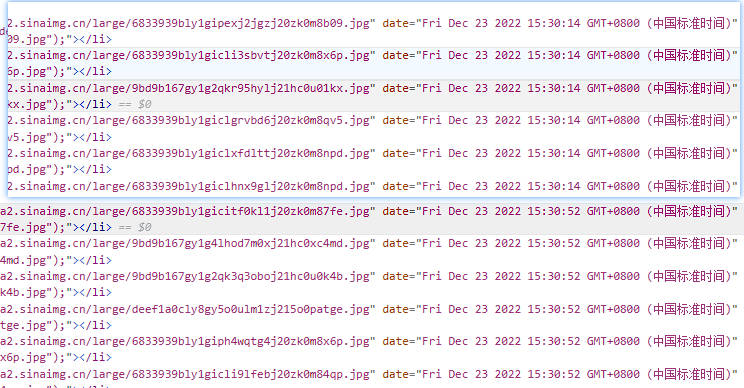 2.sinaimg.cn/large/6833939bly1gipexj2jgzj20zk0m8b09.jpg" date="Fri Dec 23 2022 15:30:14 GMT+0800 (中国标准时间)"
09.jpg");"></li>
2.sinaimg.cn/large/6833939bly1gicli3sbvtj20zk0m8x6p.jpg" date="Fri Dec 23 2022 15:30:14 GMT+0800 (中国标准时间)"
6p.jpg");"></li>
2.sinaimg.cn/large/9bd9b167gy1g2qkr95hylj21hc0u01kx.jpg" date="Fri Dec 23 2022 15:30:14 GMT+0800 (中国标准时间)"
kx.jpg");"></li> == $0
2.sinaimg.cn/large/6833939bly1giclgrvbd6j20zk0m8qv5.jpg" date="Fri Dec 23 2022 15:30:14 GMT+0800 (中国标准时间)"
v5.jpg");"></li>
2.sinaimg.cn/large/6833939bly1giclxfdlttj20zk0m8npd.jpg" date="Fri Dec 23 2022 15:30:14 GMT+0800 (中国标准时间)"
pd.jpg");"></li>
2.sinaimg.cn/large/6833939bly1giclhnx9glj20zk0m8npd.jpg" date="Fri Dec 23 2022 15:30:14 GMT+0800 (中国标准时间)"
a2.sinaimg.cn/large/6833939bly1gicitf0kl1j20zk0m87fe.jpg" date="Fri Dec 23 2022 15:30:52 GMT+0800 (中国标准时间)"
7fe.jpg");"></li> == $0
a2.sinaimg.cn/large/9bd9b167gy1g4lhod7m0xj21hc0xc4md.jpg" date="Fri Dec 23 2022 15:30:52 GMT+0800 (中国标准时间)"
4md.jpg");"></li>
a2.sinaimg.cn/large/9bd9b167gy1g2qk3q3oboj21hc0u0k4b.jpg" date="Fri Dec 23 2022 15:30:52 GMT+0800 (中国标准时间)"
k4b.jpg");"></li>
a2.sinaimg.cn/large/deef1a0cly8gy5o0ulm1zj215o0patge.jpg" date="Fri Dec 23 2022 15:30:52 GMT+0800 (中国标准时间)"
tge.jpg");"></li>
a2.sinaimg.cn/large/6833939bly1giph4wqtg4j20zk0m8x6p.jpg" date="Fri Dec 23 2022 15:30:52 GMT+0800 (中国标准时间)"
x6p.jpg");"></li>
a2.sinaimg.cn/large/6833939bly1gicli9lfebj20zk0m84qp.jpg" date="Fri Dec 23 2022 15:30:52 GMT+0800 (中国标准时间)"